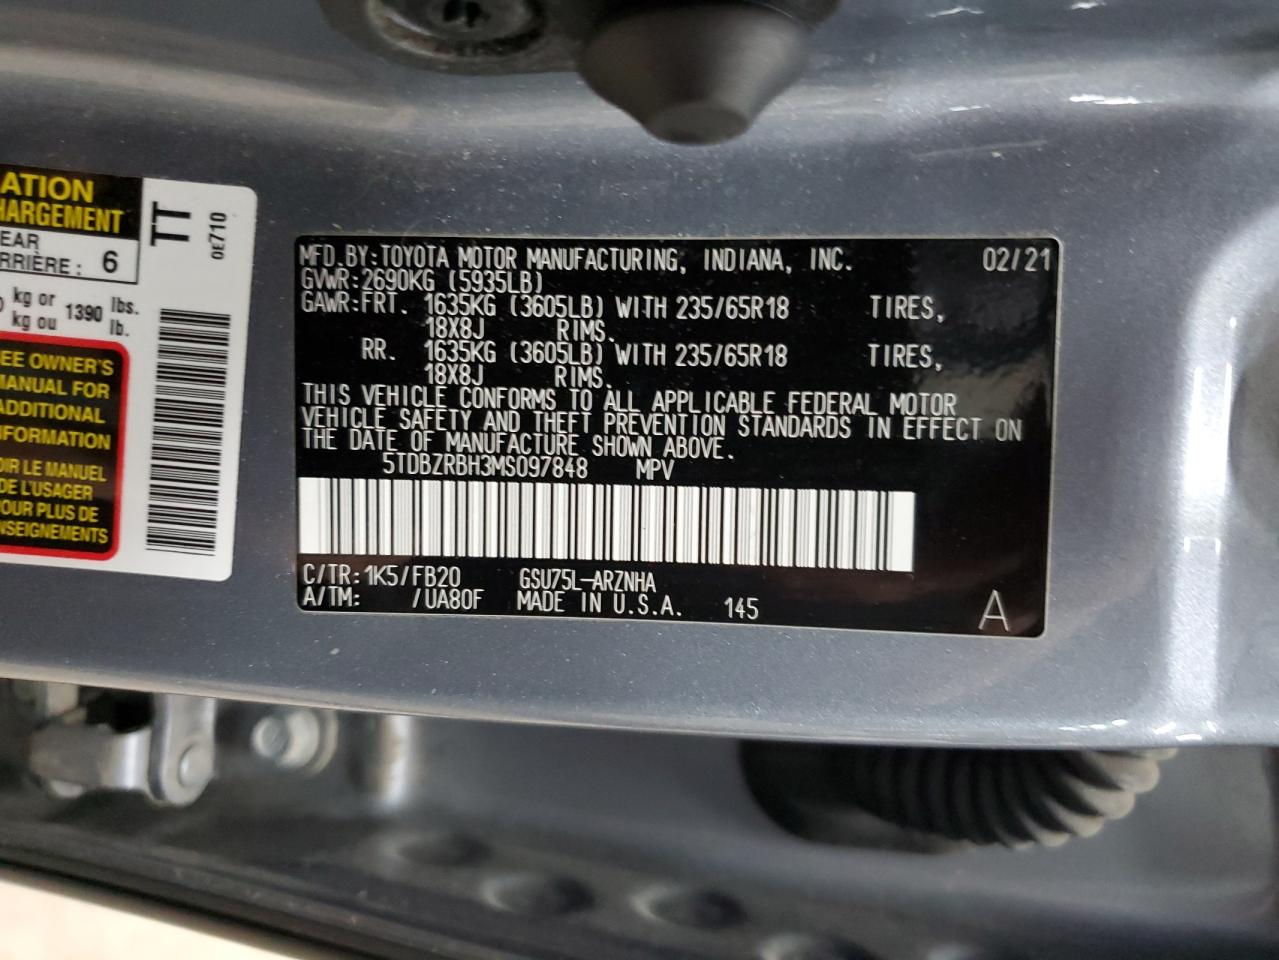 ATION
HARGEMENT
EAR
RRIÈRE : 6
kg or 1390 lbs.
kg ou lb.
EE OWNER'S
MANUAL FOR
ADDITIONAL
NFORMATION
OIR LE MANUEL
DE L'USAGER
POUR PLUS DE
NSEIGNEMENTS
TT
0E710
MFD.BY:TOYOTA MOTOR MANUFACTURING, INDIANA, INC. 02/21
GVWR:2690KG (5935LB)
GAWR:FRT. 1635KG (3605LB) WITH 235/65R18 TIRES,
18X8J RIMS.
RR. 1635KG (3605LB) WITH 235/65R18 TIRES,
18X8J RIMS.
THIS VEHICLE CONFORMS TO ALL APPLICABLE FEDERAL MOTOR
VEHICLE SAFETY AND THEFT PREVENTION STANDARDS IN EFFECT ON
THE DATE OF MANUFACTURE SHOWN ABOVE.
5TDBZRBH3MS097848 MPV
C/TR:1K5/FB20 GSU75L-ARZNHA
A/TM: /UA80F MADE IN U.S.A. 145 A